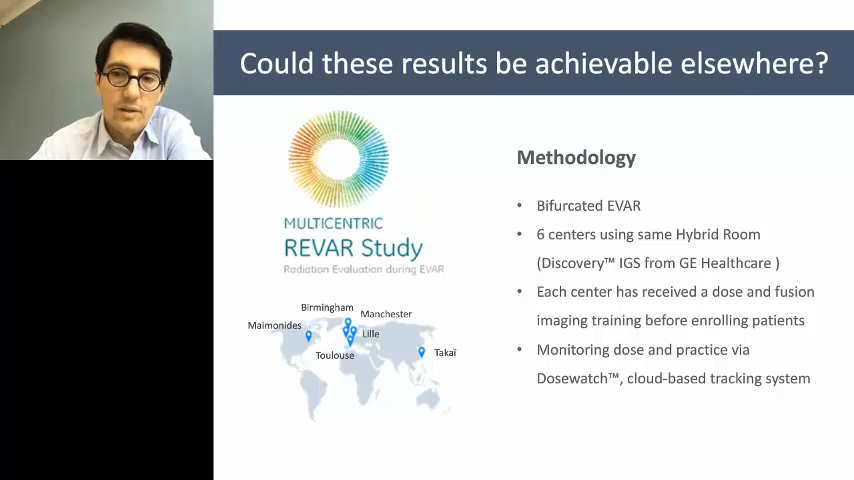 Could these results be achievable elsewhere?
MULTICENTRIC
REVAR Study
Radiation Evaluation during EVAR
Birmingham
Manchester
Maimonides
Lille
Toulouse
Takaï
Methodology
• Bifurcated EVAR
• 6 centers using same Hybrid Room
(Discovery™ IGS from GE Healthcare )
• Each center has received a dose and fusion
imaging training before enrolling patients
• Monitoring dose and practice via
Dosewatch™, cloud-based tracking system